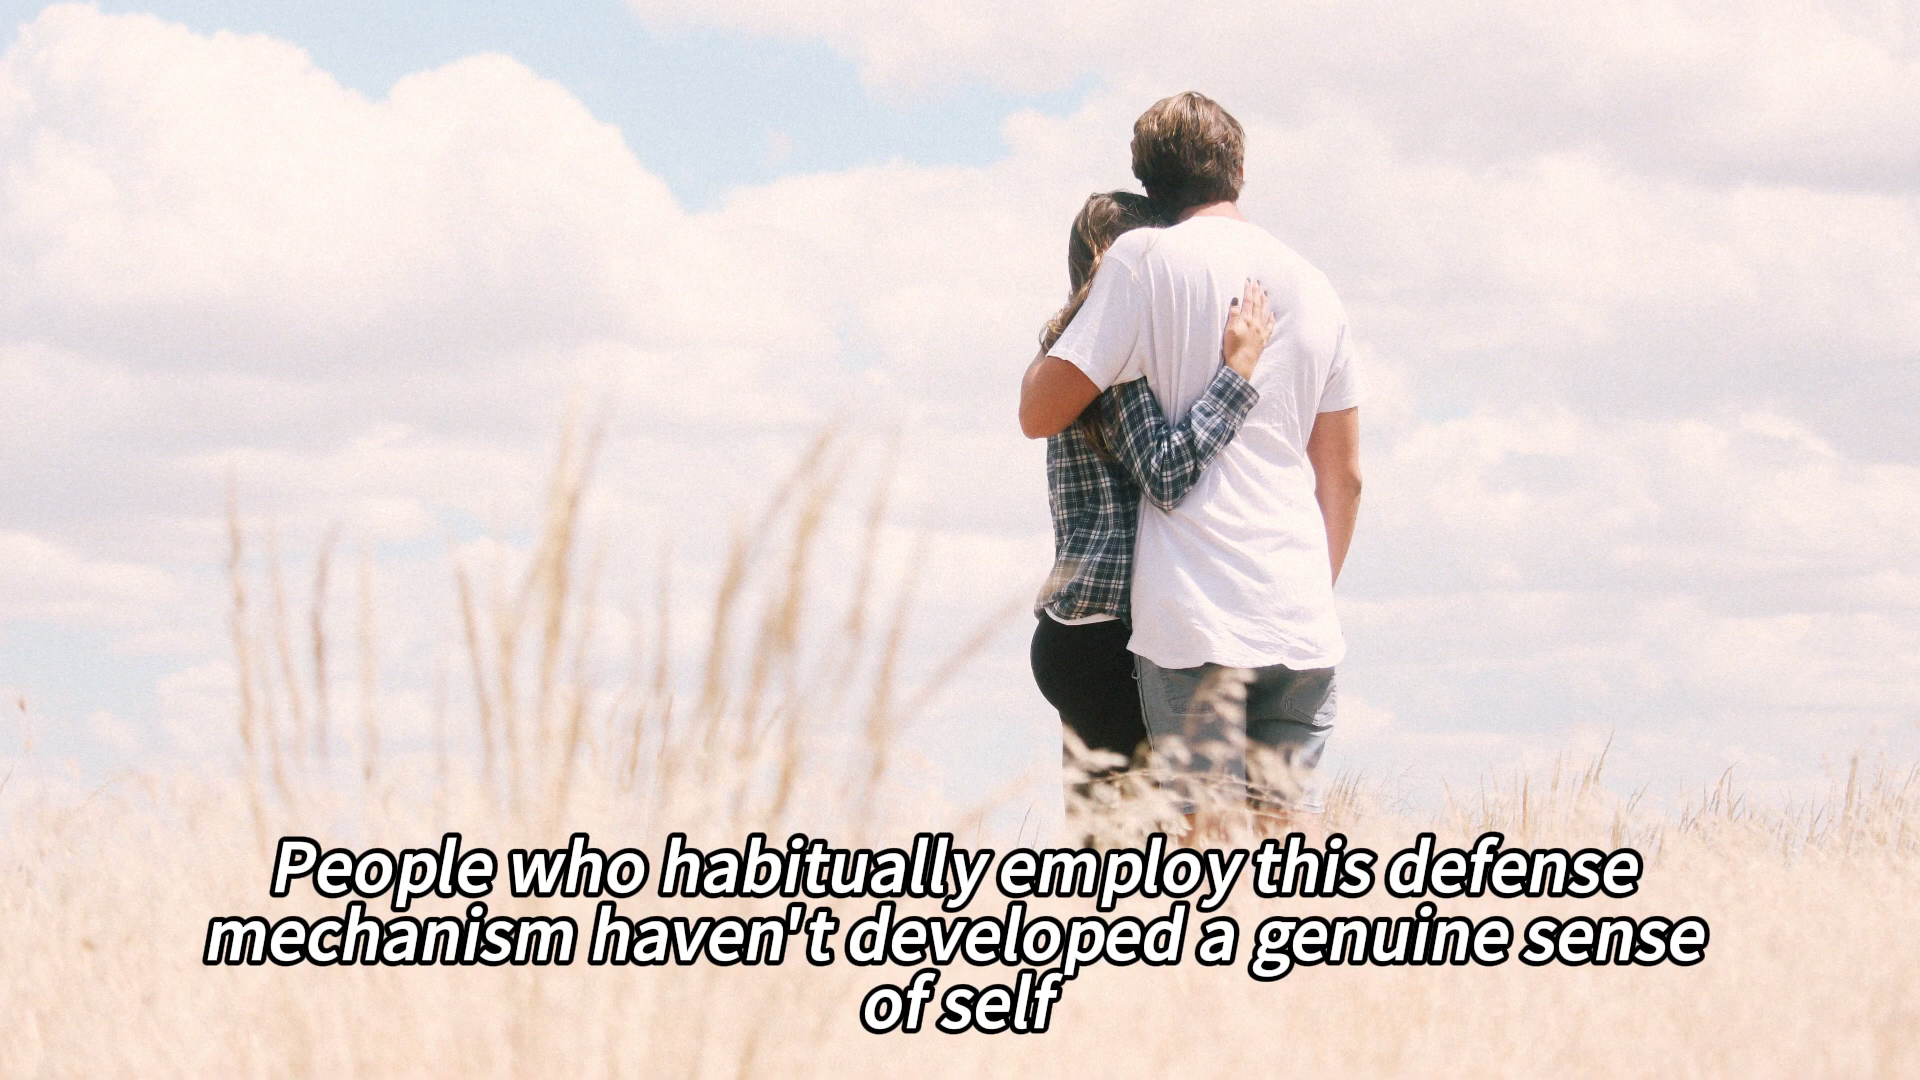 People who habitually employ this defense
mechanism haven't developed a genuine sense
of self